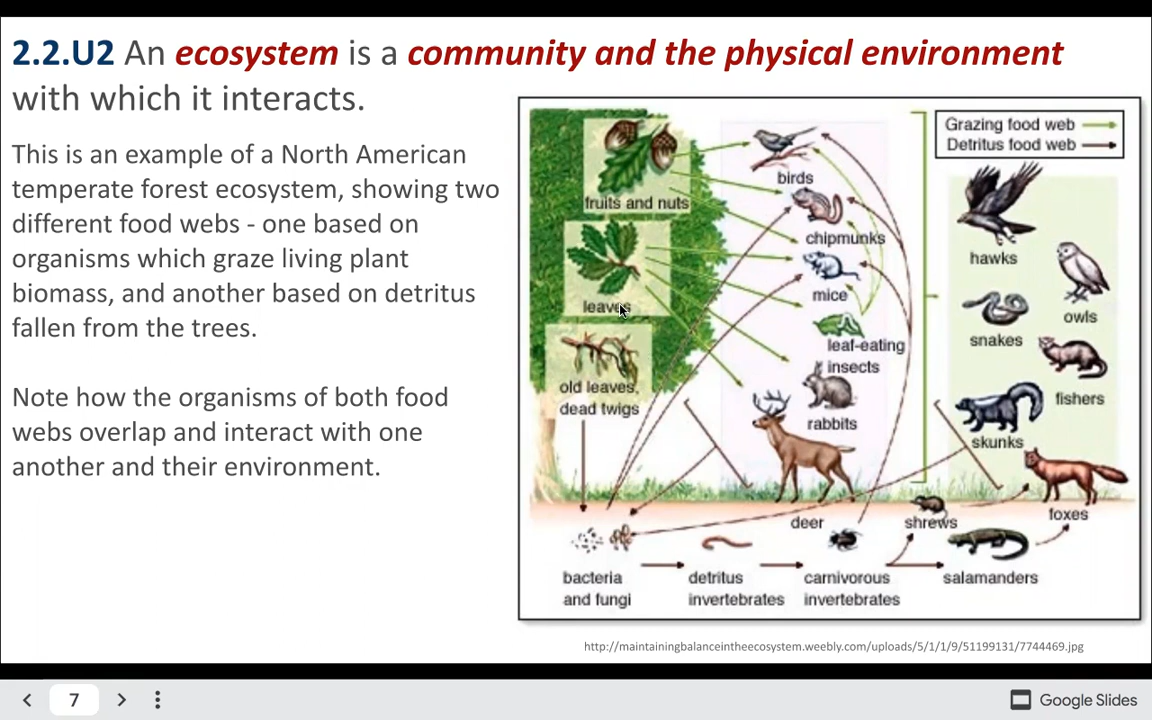 2.2.U2 An ecosystem is a community and the physical environment
with which it interacts.
This is an example of a North American
temperate forest ecosystem, showing two
different food webs - one based on
organisms which graze living plant
biomass, and another based on detritus
fallen from the trees.
Note how the organisms of both food
webs overlap and interact with one
another and their environment.
Grazing food web
Detritus food web
fruits and nuts
leaves
old leaves,
dead twigs
birds
chipmunks
mice
leaf-eating
insects
rabbits
deer
hawks
owls
snakes
fishers
skunks
foxes
shrews
bacteria
and fungi
detritus
invertebrates
carnivorous
invertebrates
salamanders
http://maintainingbalanceintheecosystem.weebly.com/uploads/5/1/1/9/51199131/7744469.jpg
7
Google Slides